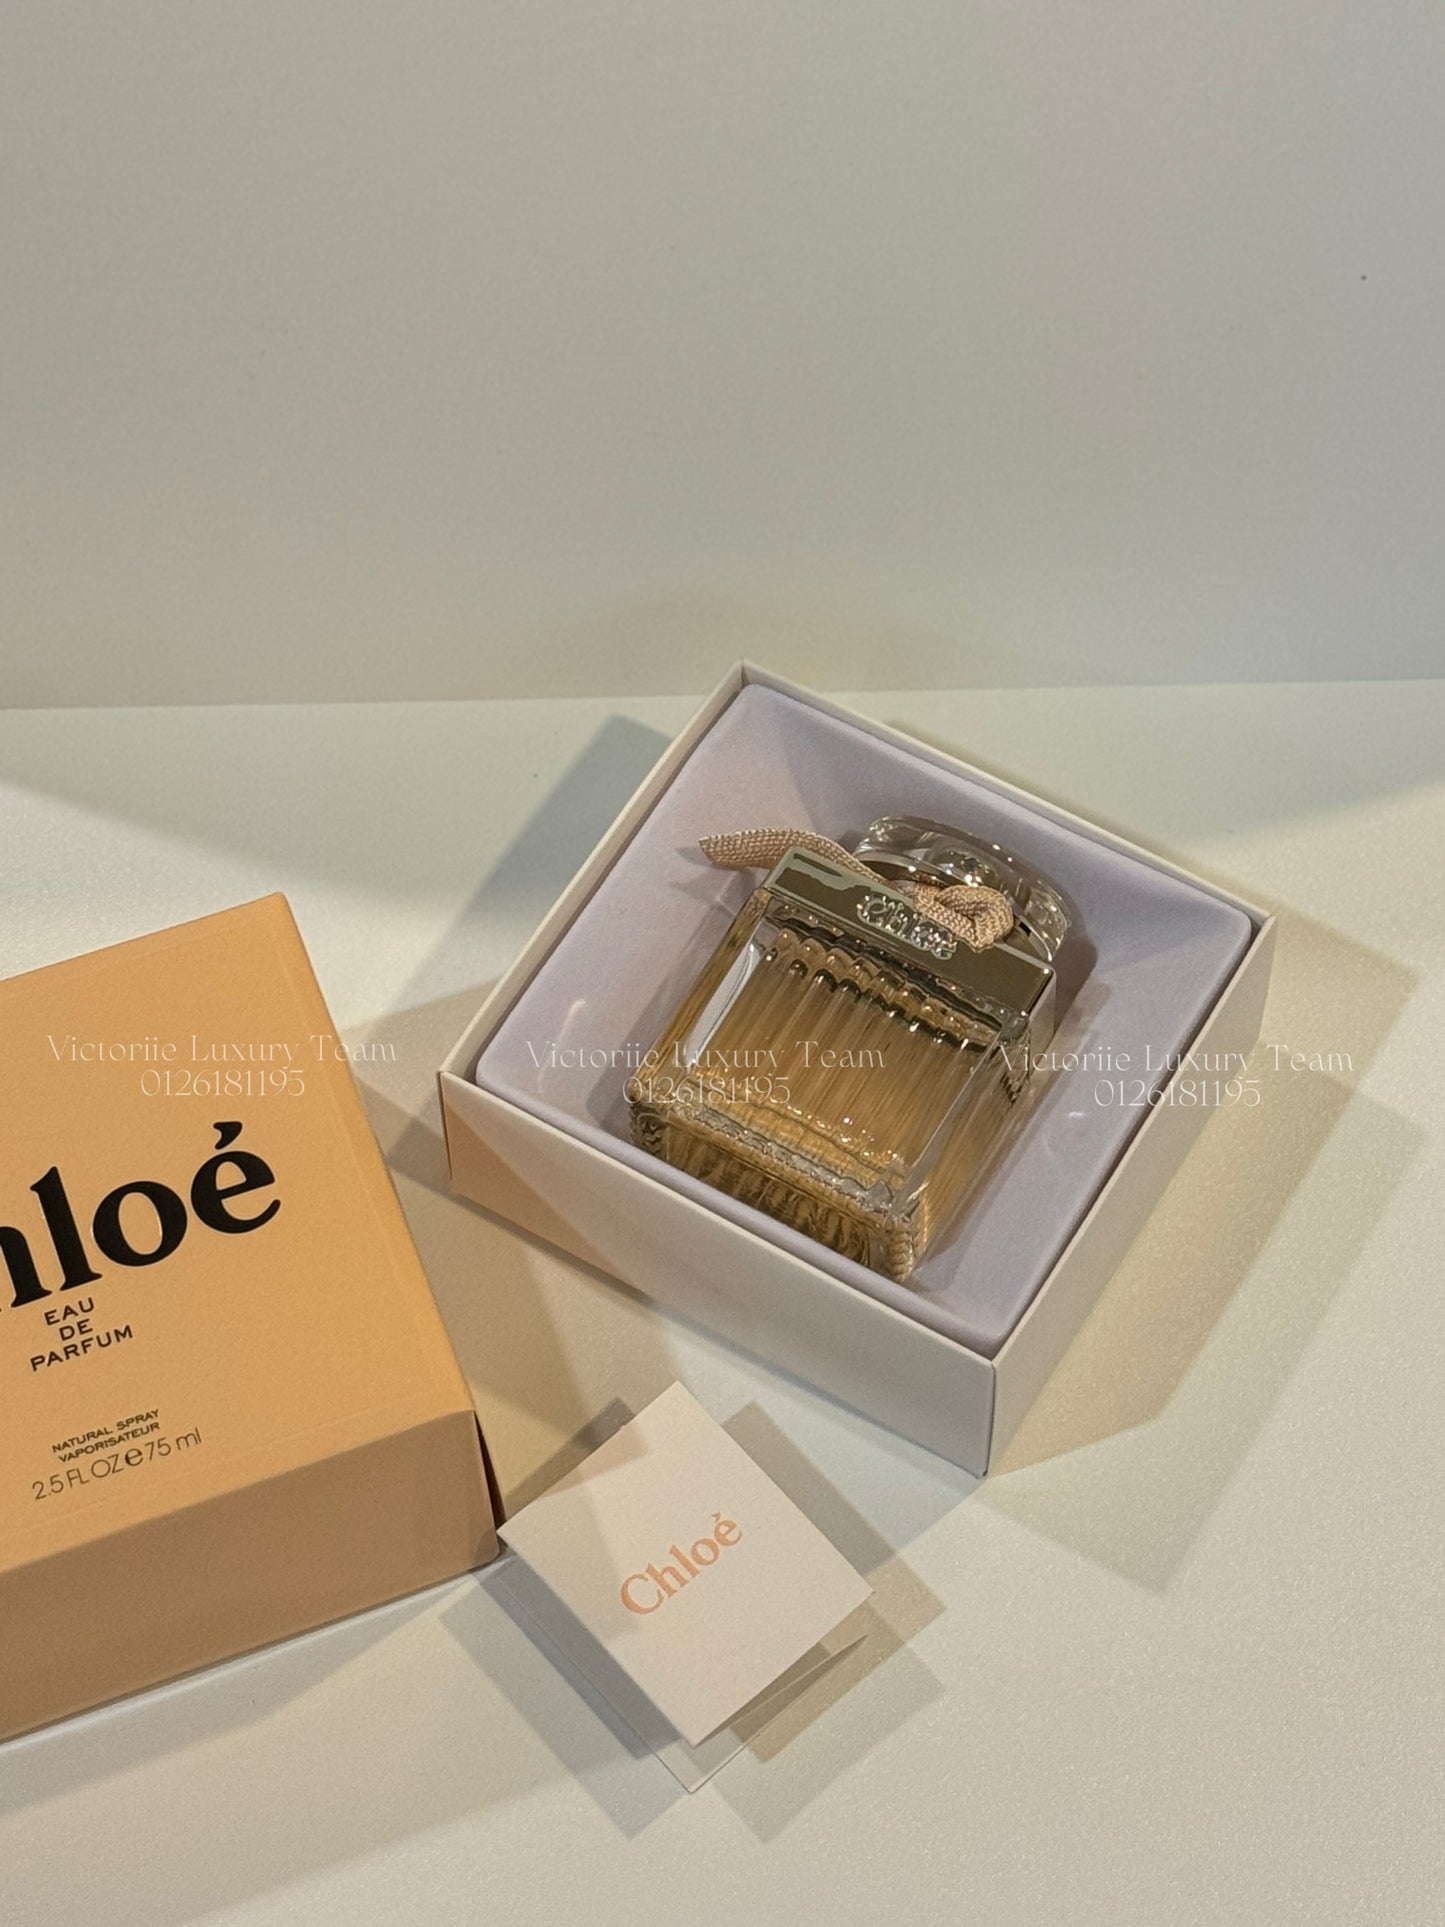 Victoriie Luxury Team
0126181195
Victoriie Luxury Team
0126181195
Victoriie Luxury Team
0126181195
Chloé
hloé
EAU
DE
PARFUM
NATURAL SPRAY
VAPORISATEUR
2.5 FL OZ e 75 ml
Chloé